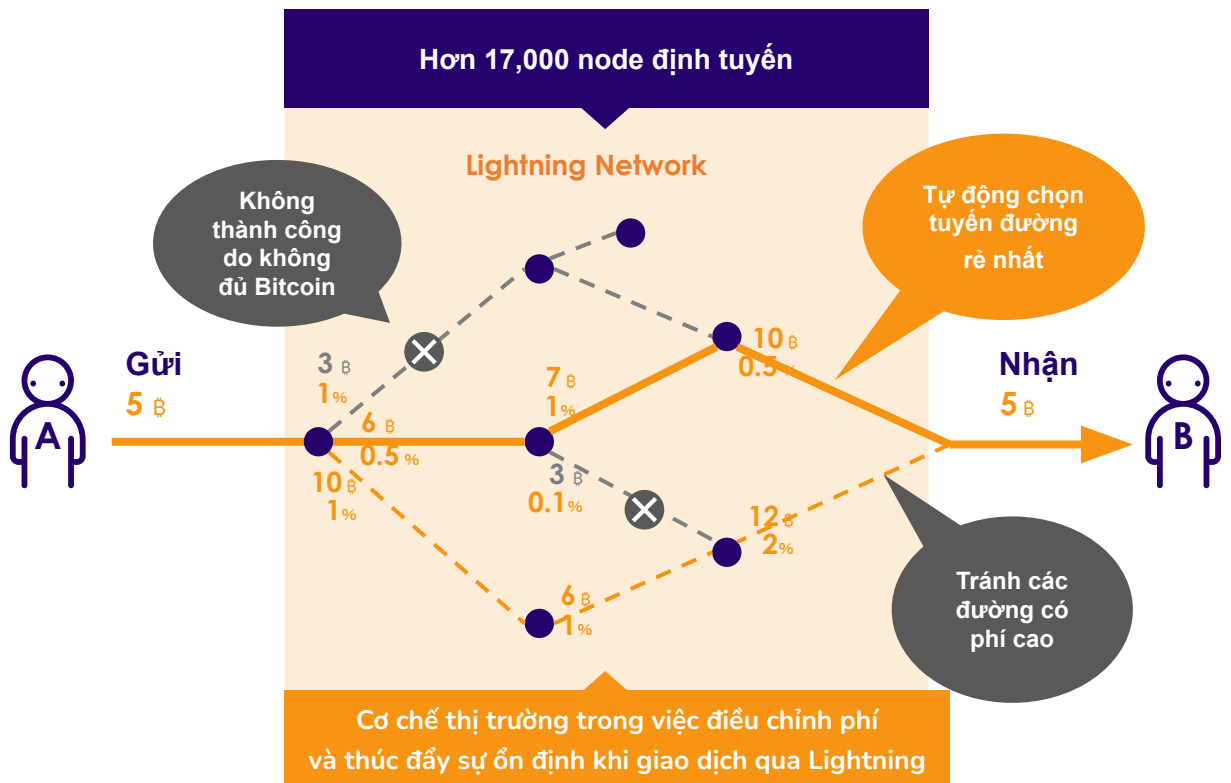 Hơn 17,000 node định tuyến
Lightning Network
Không
thành công
do không
đủ Bitcoin
Tự động chọn
tuyến đường
rẻ nhất
Gửi
5 ₿
A
3 ₿
1%
6 ₿
0.5 %
10 ₿
1%
7 ₿
1%
3 ₿
0.1%
10 ₿
0.5 %
12 ₿
2%
6 ₿
1%
Nhận
5 ₿
B
Tránh các
đường có
phí cao
Cơ chế thị trường trong việc điều chỉnh phí
và thúc đẩy sự ổn định khi giao dịch qua Lightning